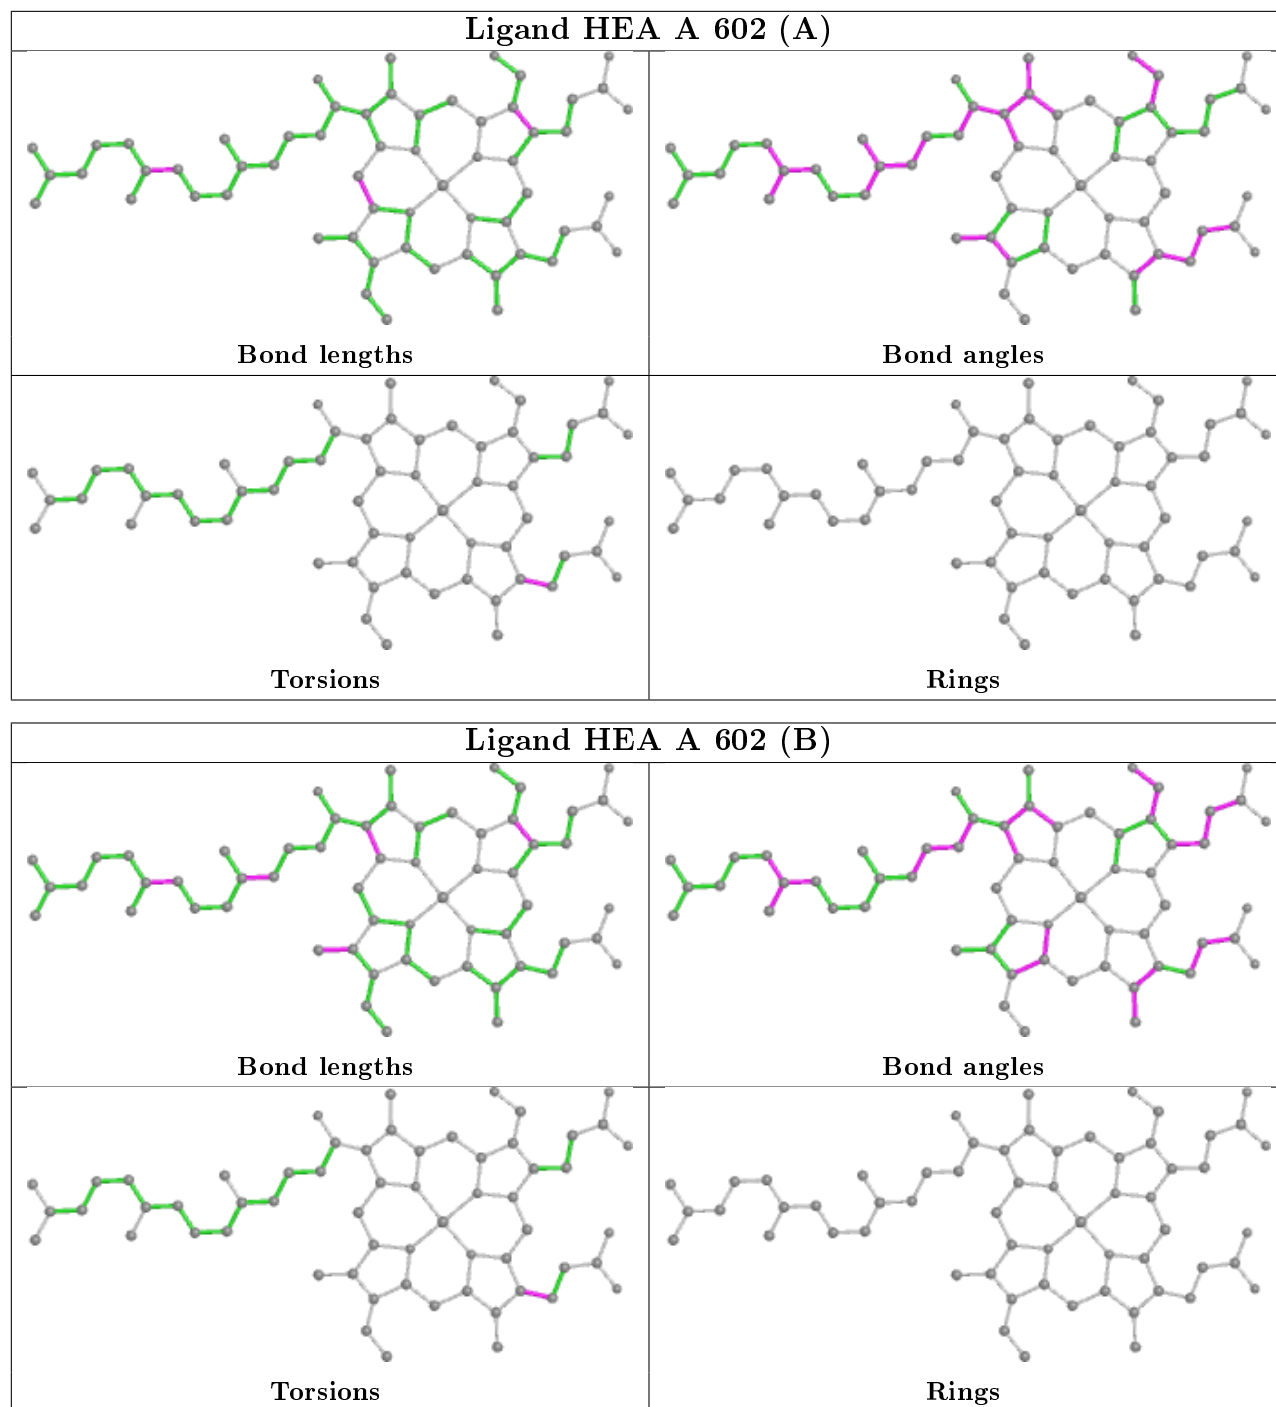 Ligand HEA A 602 (A)
Bond lengths
Bond angles
Torsions
Rings
Ligand HEA A 602 (B)
Bond lengths
Bond angles
Torsions
Rings